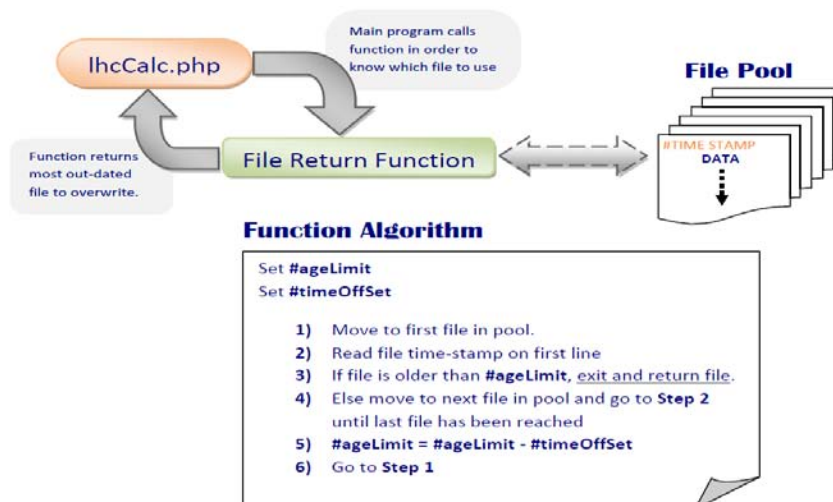 lhcCalc.php
Main program calls
function in order to
know which file to use
Function returns
most out-dated
file to overwrite.
File Return Function
File Pool
#TIME STAMP
DATA
Function Algorithm
Set #ageLimit
Set #timeOffSet
1) Move to first file in pool.
2) Read file time-stamp on first line
3) If file is older than #ageLimit, exit and return file.
4) Else move to next file in pool and go to Step 2
until last file has been reached
5) #ageLimit = #ageLimit - #timeOffSet
6) Go to Step 1